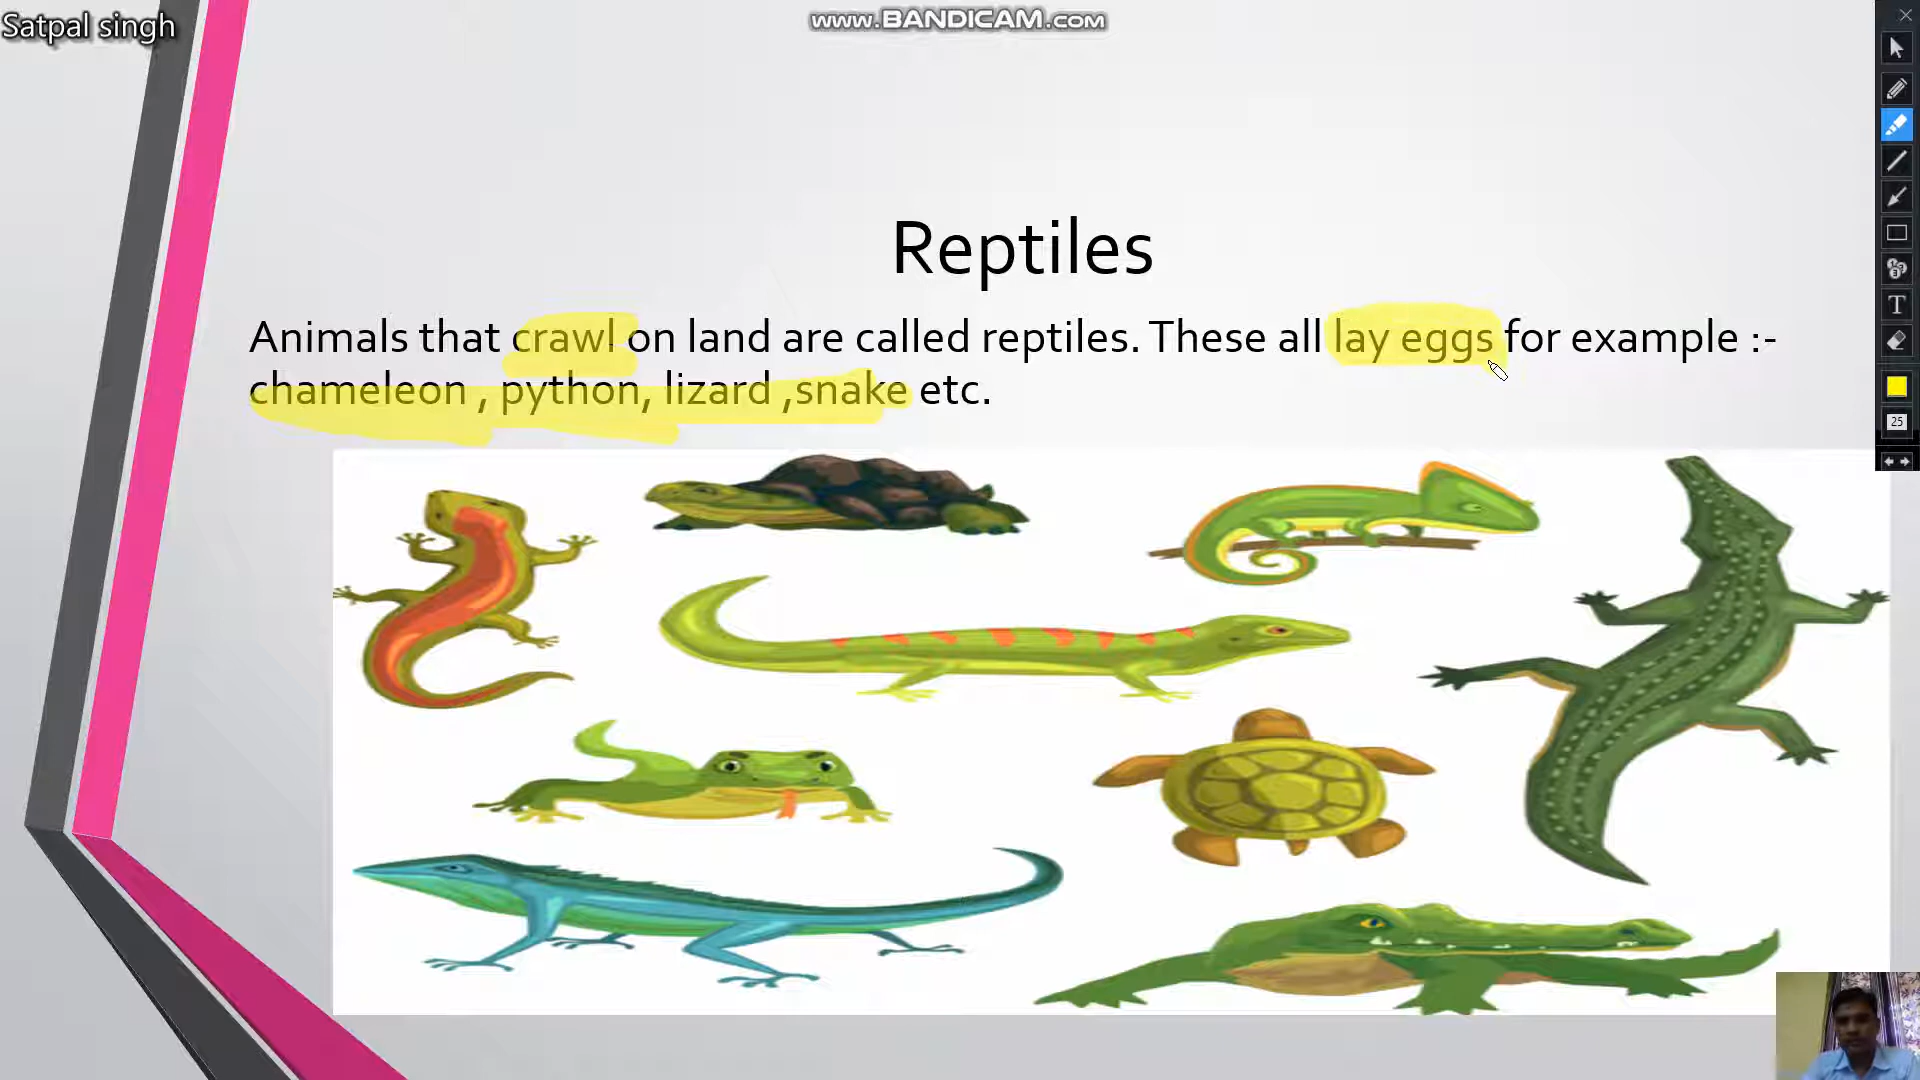 Satpal singh
www.BANDICAM.com
Reptiles
Animals that crawl on land are called reptiles. These all lay eggs for example :-
chameleon , python, lizard ,snake etc.
T
25